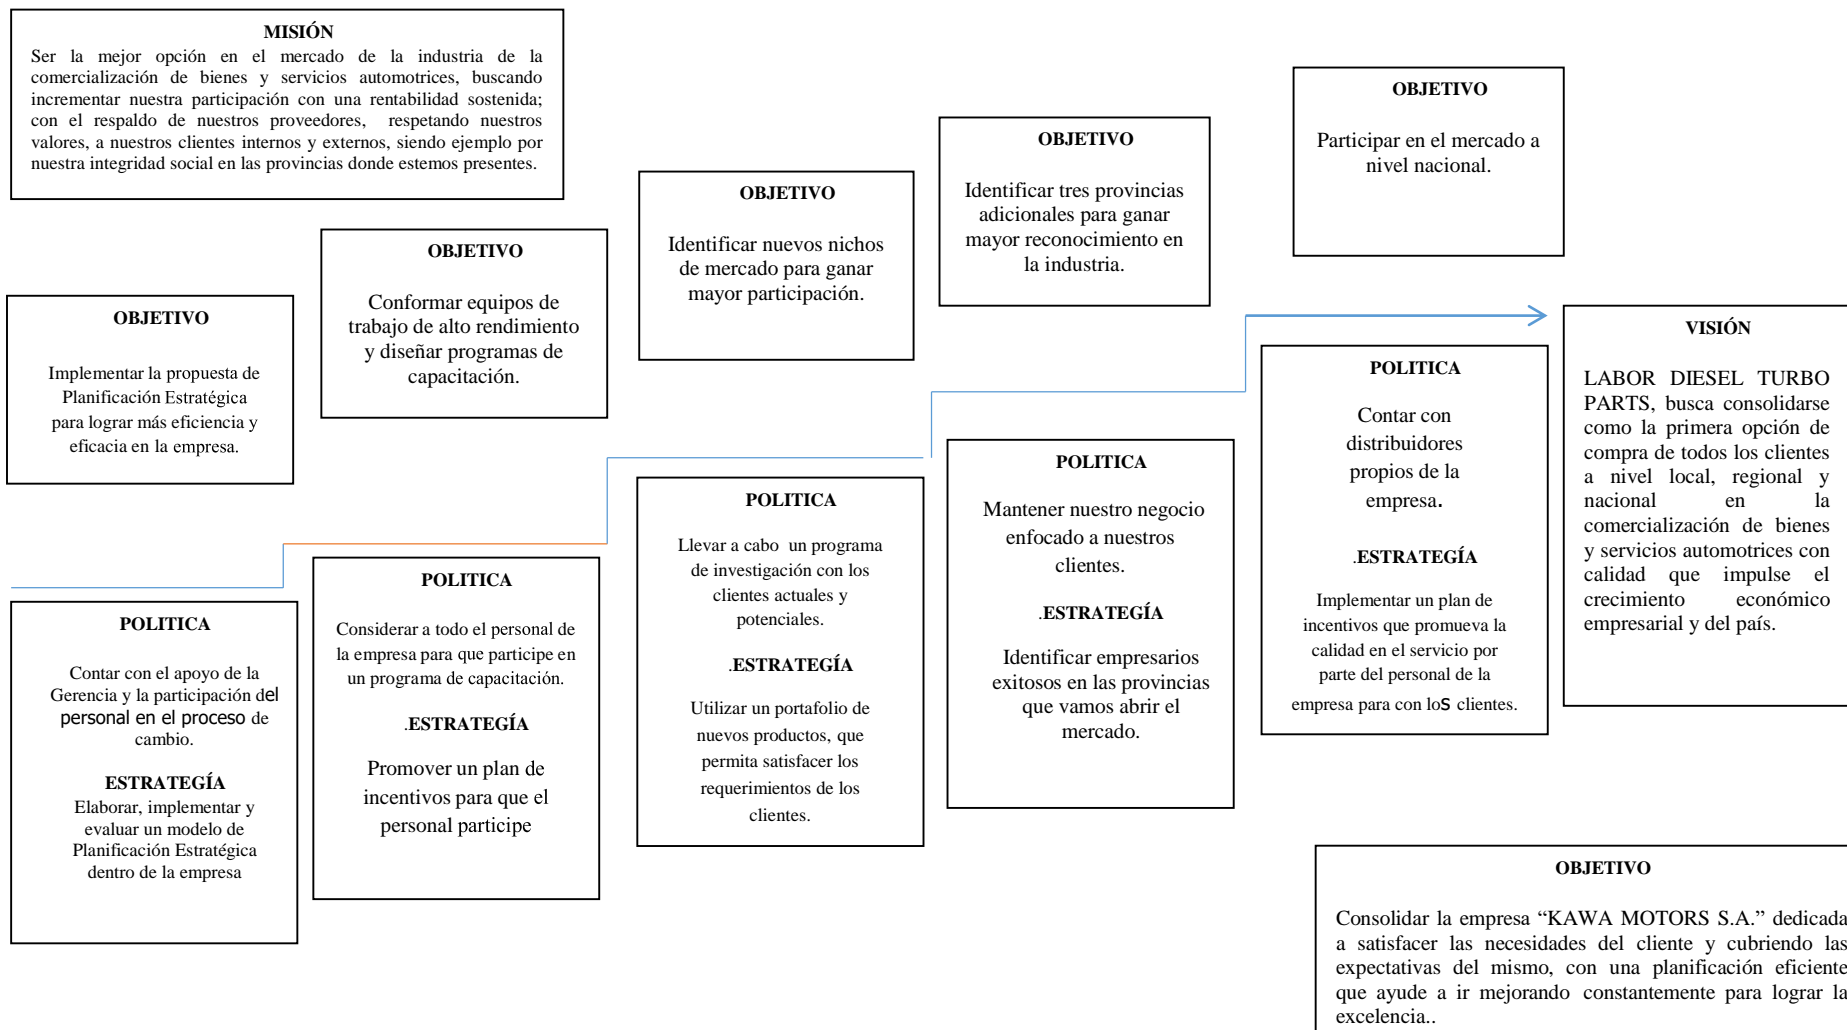 MISIÓN
Ser la mejor opción en el mercado de la industria de la
comercialización de bienes y servicios automotrices, buscando
incrementar nuestra participación con una rentabilidad sostenida;
con el respaldo de nuestros proveedores, respetando nuestros
valores, a nuestros clientes internos y externos, siendo ejemplo por
nuestra integridad social en las provincias donde estemos presentes.
OBJETIVO
Implementar la propuesta de
Planificación Estratégica
para lograr más eficiencia y
eficacia en la empresa.
OBJETIVO
Conformar equipos de
trabajo de alto rendimiento
y diseñar programas de
capacitación.
OBJETIVO
Identificar nuevos nichos
de mercado para ganar
mayor participación.
OBJETIVO
Identificar tres provincias
adicionales para ganar
mayor reconocimiento en
la industria.
OBJETIVO
Participar en el mercado a
nivel nacional.
POLITICA
Contar con el apoyo de la
Gerencia y la participación del
personal en el proceso de
cambio.
ESTRATEGÍA
Elaborar, implementar y
evaluar un modelo de
Planificación Estratégica
dentro de la empresa
POLITICA
Considerar a todo el personal de
la empresa para que participe en
un programa de capacitación.
.ESTRATEGÍA
Promover un plan de
incentivos para que el
personal participe
POLITICA
Llevar a cabo un programa
de investigación con los
clientes actuales y
potenciales.
.ESTRATEGÍA
Utilizar un portafolio de
nuevos productos, que
permita satisfacer los
requerimientos de los
clientes.
POLITICA
Mantener nuestro negocio
enfocado a nuestros
clientes.
.ESTRATEGÍA
Identificar empresarios
exitosos en las provincias
que vamos abrir el
mercado.
POLITICA
Contar con
distribuidores
propios de la
empresa.
.ESTRATEGÍA
Implementar un plan de
incentivos que promueva la
calidad en el servicio por
parte del personal de la
empresa para con los clientes.
VISIÓN
LABOR DIESEL TURBO
PARTS, busca consolidarse
como la primera opción de
compra de todos los clientes
a nivel local, regional y
nacional en la
comercialización de bienes
y servicios automotrices con
calidad que impulse el
crecimiento económico
empresarial y del país.
OBJETIVO
Consolidar la empresa “KAWA MOTORS S.A.” dedicada
a satisfacer las necesidades del cliente y cubriendo las
expectativas del mismo, con una planificación eficiente
que ayude a ir mejorando constantemente para lograr la
excelencia..